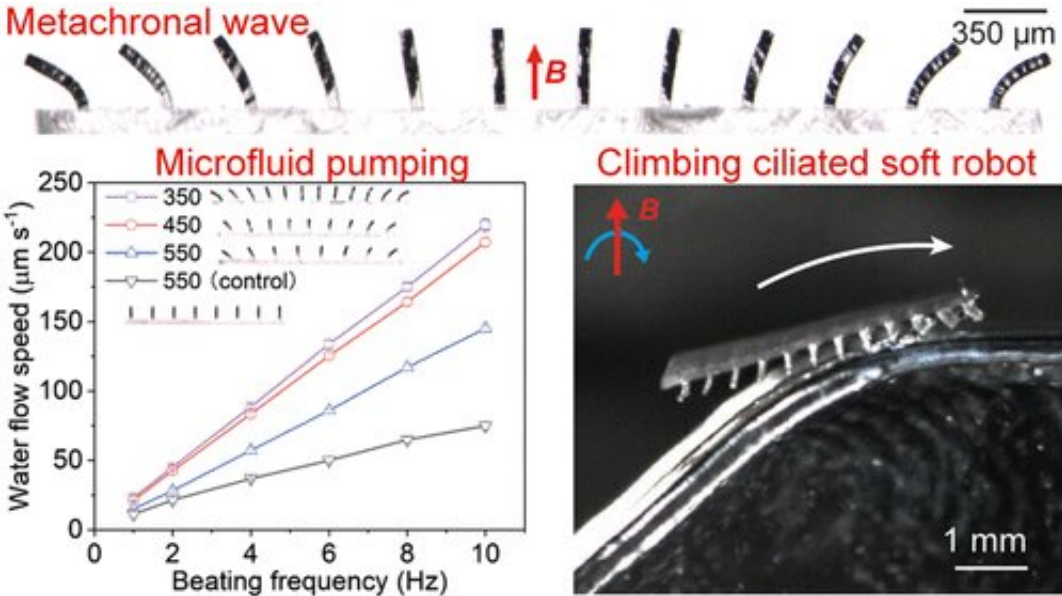 Metachronal wave
B
350 μm
Microfluid pumping
250
200
150
100
50
0
Water flow speed (μm s⁻¹)
350
450
550
550 (control)
0
2
4
6
8
10
Beating frequency (Hz)
Climbing ciliated soft robot
B
1 mm